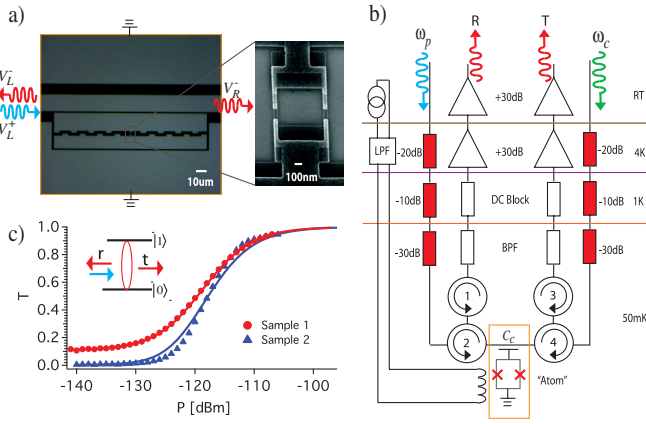 a)
V_L^-
V_L^+
V_R^-
10um
100nm
b)
ω_p
R
T
ω_c
+30dB
RT
LPF
-20dB
+30dB
-20dB
4K
-10dB
DC Block
-10dB
1K
-30dB
BPF
-30dB
1
3
50mK
2
4
C_c
"Atom"
c)
T
1.0
0.8
0.6
0.4
0.2
0.0
|1⟩
r
t
|0⟩
Sample 1
Sample 2
-140
-130
-120
-110
-100
P [dBm]